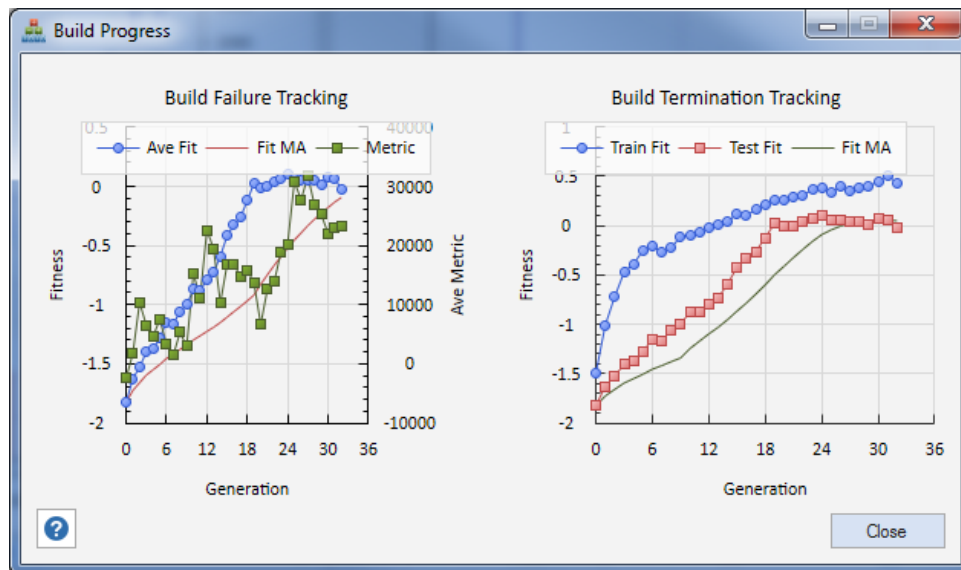 Build Progress
Build Failure Tracking
0.5
40000
Ave Fit
Fit MA
Metric
0
30000
-0.5
20000
-1
10000
-1.5
0
-2
-10000
Fitness
Ave Metric
0 6 12 18 24 30 36
Generation
Build Termination Tracking
1
Train Fit
Test Fit
Fit MA
0.5
0
-0.5
-1
-1.5
-2
Fitness
0 6 12 18 24 30 36
Generation
?
Close